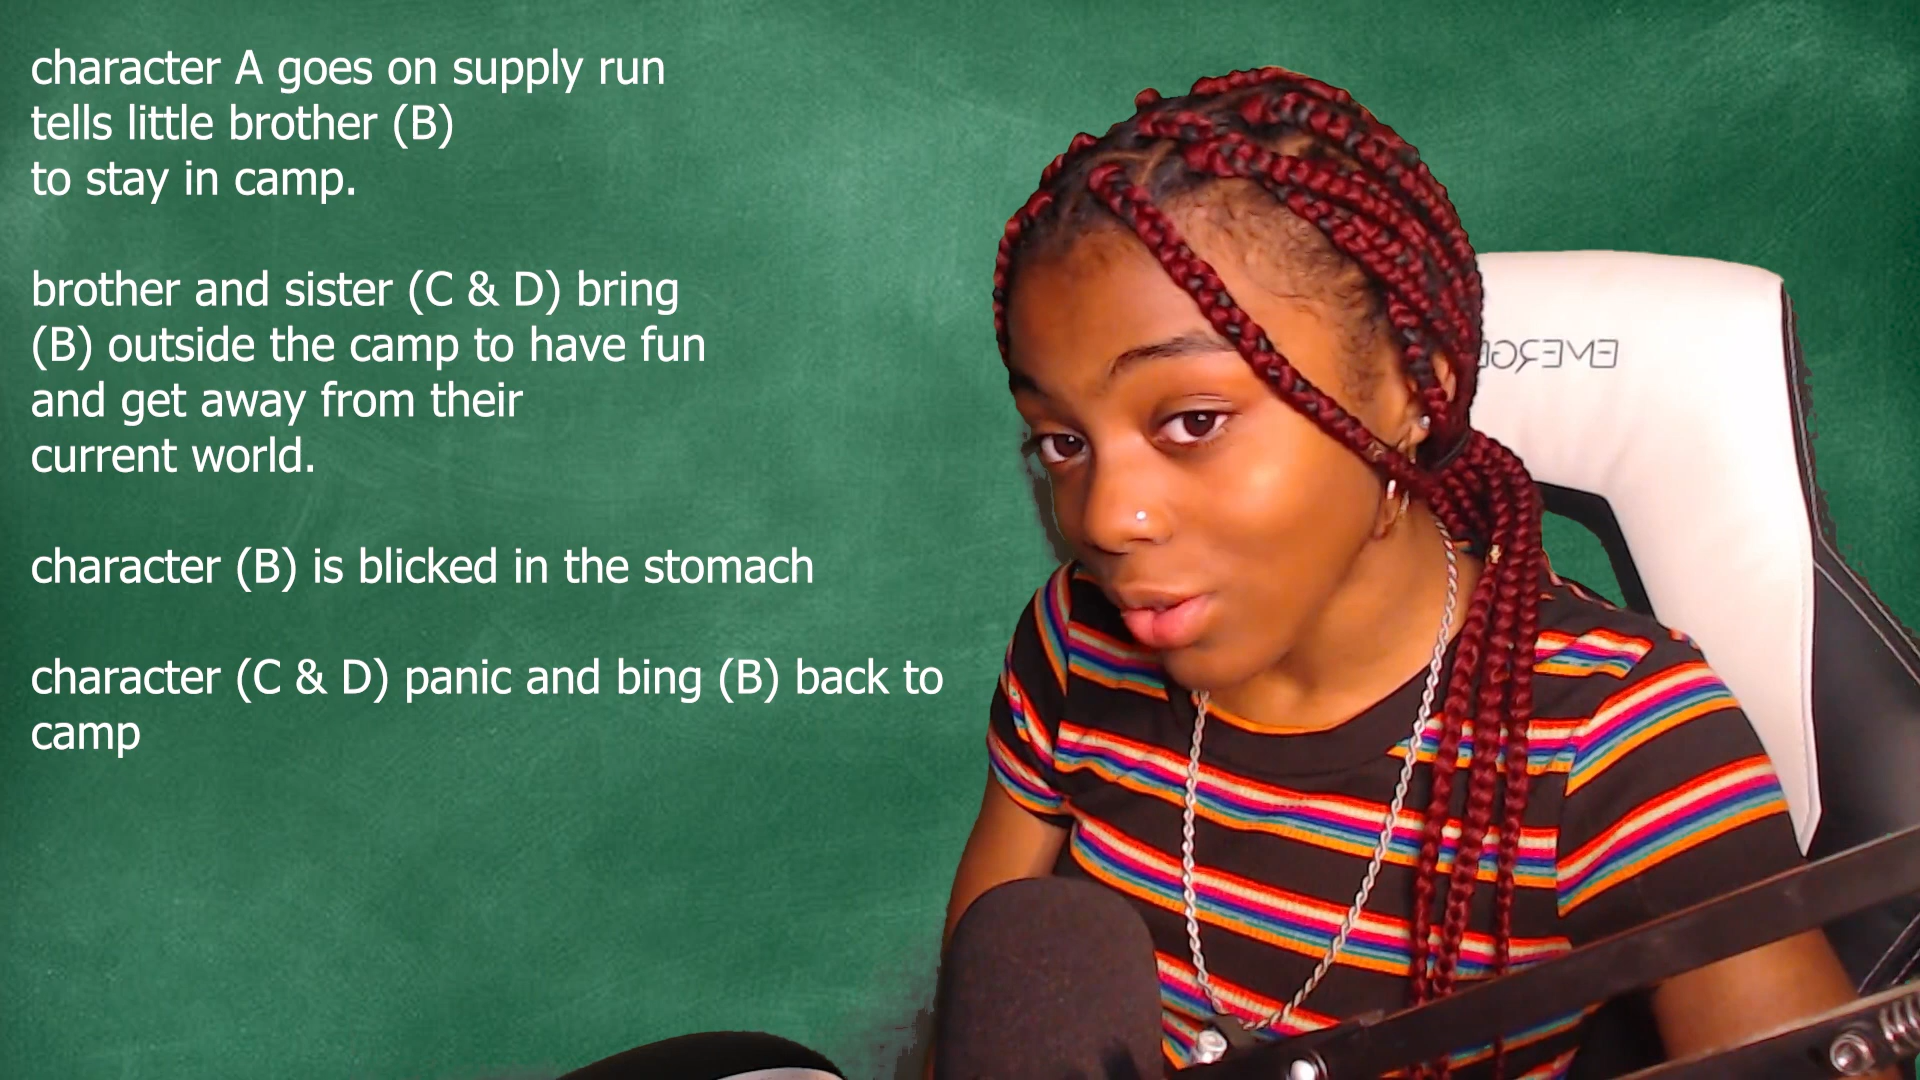 character A goes on supply run
tells little brother (B)
to stay in camp.
brother and sister (C & D) bring
(B) outside the camp to have fun
and get away from their
current world.
character (B) is blicked in the stomach
character (C & D) panic and bing (B) back to
camp
EMERGE